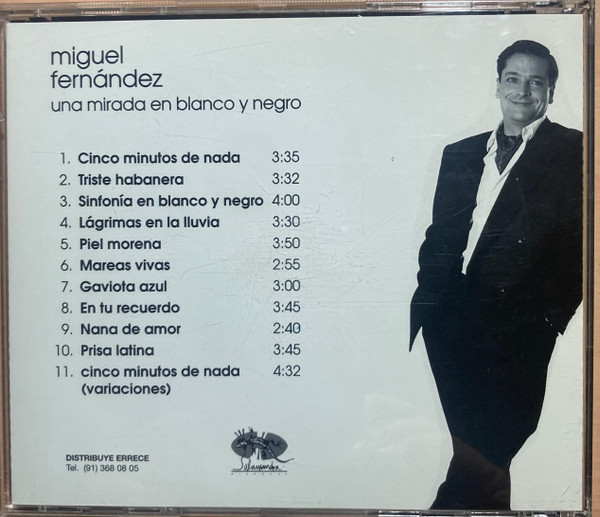 miguel
fernández
una mirada en blanco y negro
1. Cinco minutos de nada 3:35
2. Triste habanera 3:32
3. Sinfonía en blanco y negro 4:00
4. Lágrimas en la lluvia 3:30
5. Piel morena 3:50
6. Mareas vivas 2:55
7. Gaviota azul 3:00
8. En tu recuerdo 3:45
9. Nana de amor 2:40
10. Prisa latina 3:45
11. cinco minutos de nada 4:32
(variaciones)
DISTRIBUYE ERRECE
Tel. (91) 368 08 05